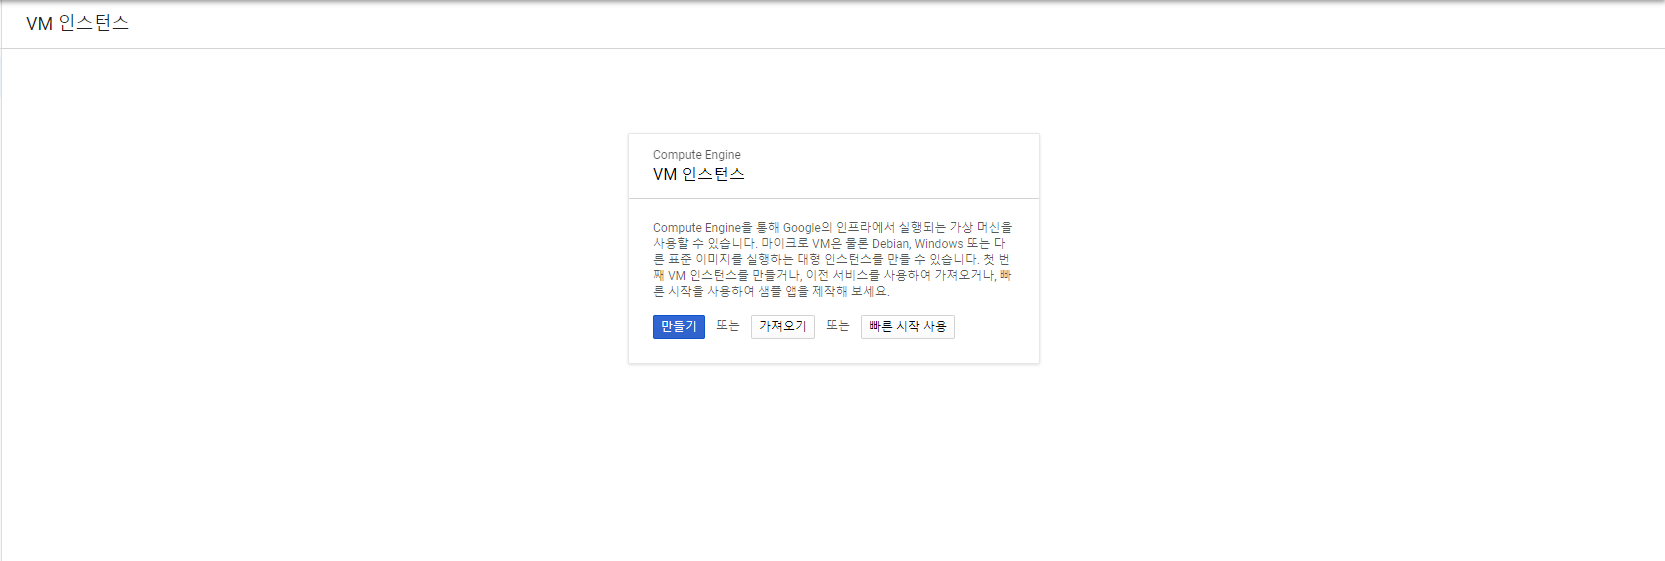 VM 인스턴스
Compute Engine
VM 인스턴스
Compute Engine을 통해 Google의 인프라에서 실행되는 가상 머신을
사용할 수 있습니다. 마이크로 VM은 물론 Debian, Windows 또는 다
른 표준 이미지를 실행하는 대형 인스턴스를 만들 수 있습니다. 첫 번
째 VM 인스턴스를 만들거나, 이전 서비스를 사용하여 가져오거나, 빠
른 시작을 사용하여 샘플 앱을 제작해 보세요.
만들기 또는 가져오기 또는 빠른 시작 사용